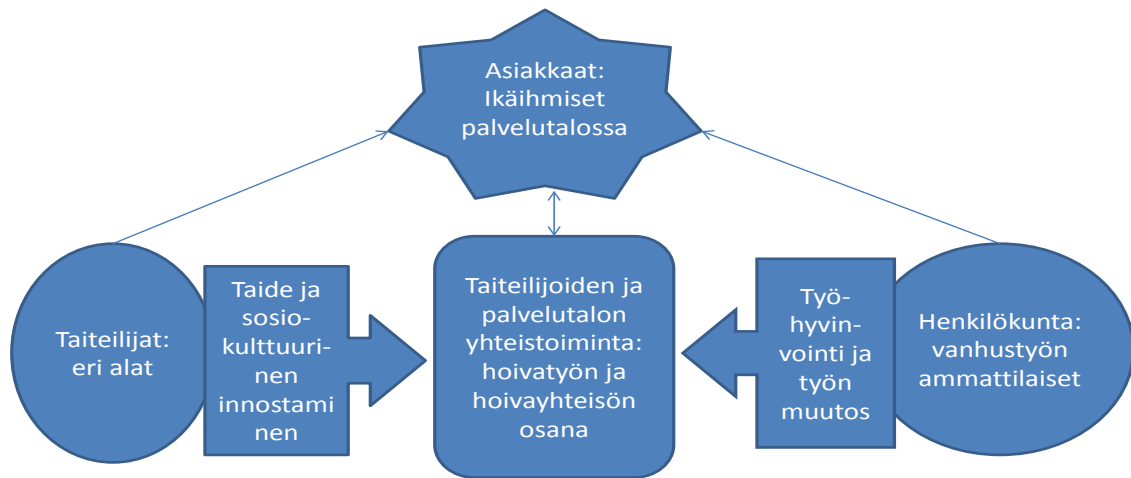 Asiakkaat:
Ikäihmiset
palvelutalossa
Taiteilijat:
eri alat
Taide ja
sosio-
kulttuuri-
nen
innostami
nen
Taiteilijoiden ja
palvelutalon
yhteistoiminta:
hoivatyön ja
hoivayhteisön
osana
Työ-
hyvin-
vointi ja
työn
muutos
Henkilökunta:
vanhustyön
ammattilaiset